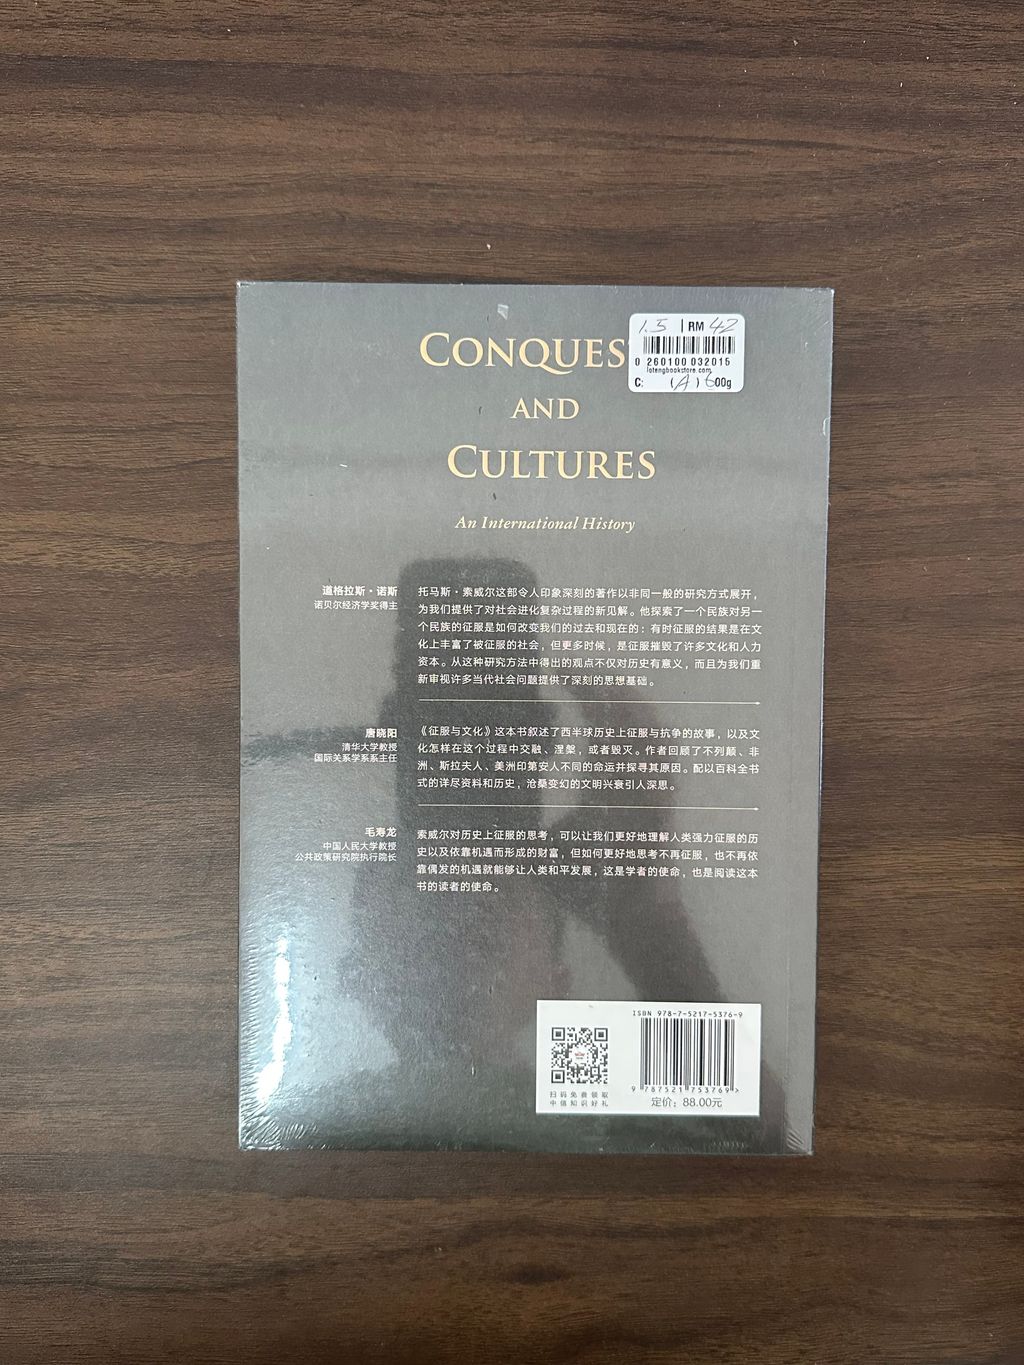 CONQUES
AND
CULTURES
An International History
1.5 | RM 42
0 260100 032015
lotengbookstore.com
C: (A) 600g
道格拉斯·诺斯
诺贝尔经济学奖得主
托马斯·索威尔这部令人印象深刻的著作以非同一般的研究方式展开，
为我们提供了对社会进化复杂过程的新见解。他探索了一个民族对另一
个民族的征服是如何改变我们的过去和现在的：有时征服的结果是在文
化上丰富了被征服的社会，但更多时候，是征服摧毁了许多文化和人力
资本。从这种研究方法中得出的观点不仅对历史有意义，而且为我们重
新审视许多当代社会问题提供了深刻的思想基础。
唐晓阳
清华大学教授
国际关系学系系主任
《征服与文化》这本书叙述了西半球历史上征服与抗争的故事，以及文
化怎样在这个过程中交融、涅槃，或者毁灭。作者回顾了不列颠、非
洲、斯拉夫人、美洲印第安人不同的命运并探寻其原因。配以百科全书
式的详尽资料和历史，沧桑变幻的文明兴衰引人深思。
毛寿龙
中国人民大学教授
公共政策研究院执行院长
索威尔对历史上征服的思考，可以让我们更好地理解人类强力征服的历
史以及依靠机遇而形成的财富，但如何更好地思考不再征服，也不再依
靠偶发的机遇就能够让人类和平发展，这是学者的使命，也是阅读这本
书的读者的使命。
ISBN 978-7-5217-5376-9
9 787521 753769 >
定价：88.00元
扫码免费领取
中信知识好礼